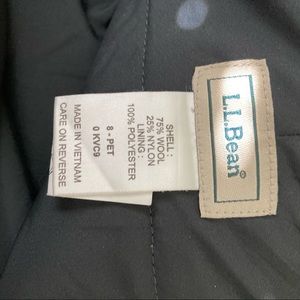 L.L.Bean®
SHELL:
75% WOOL
25% NYLON
LINING:
100% POLYESTER
8 - PET
0 KVC9
MADE IN VIETNAM
CARE ON REVERSE